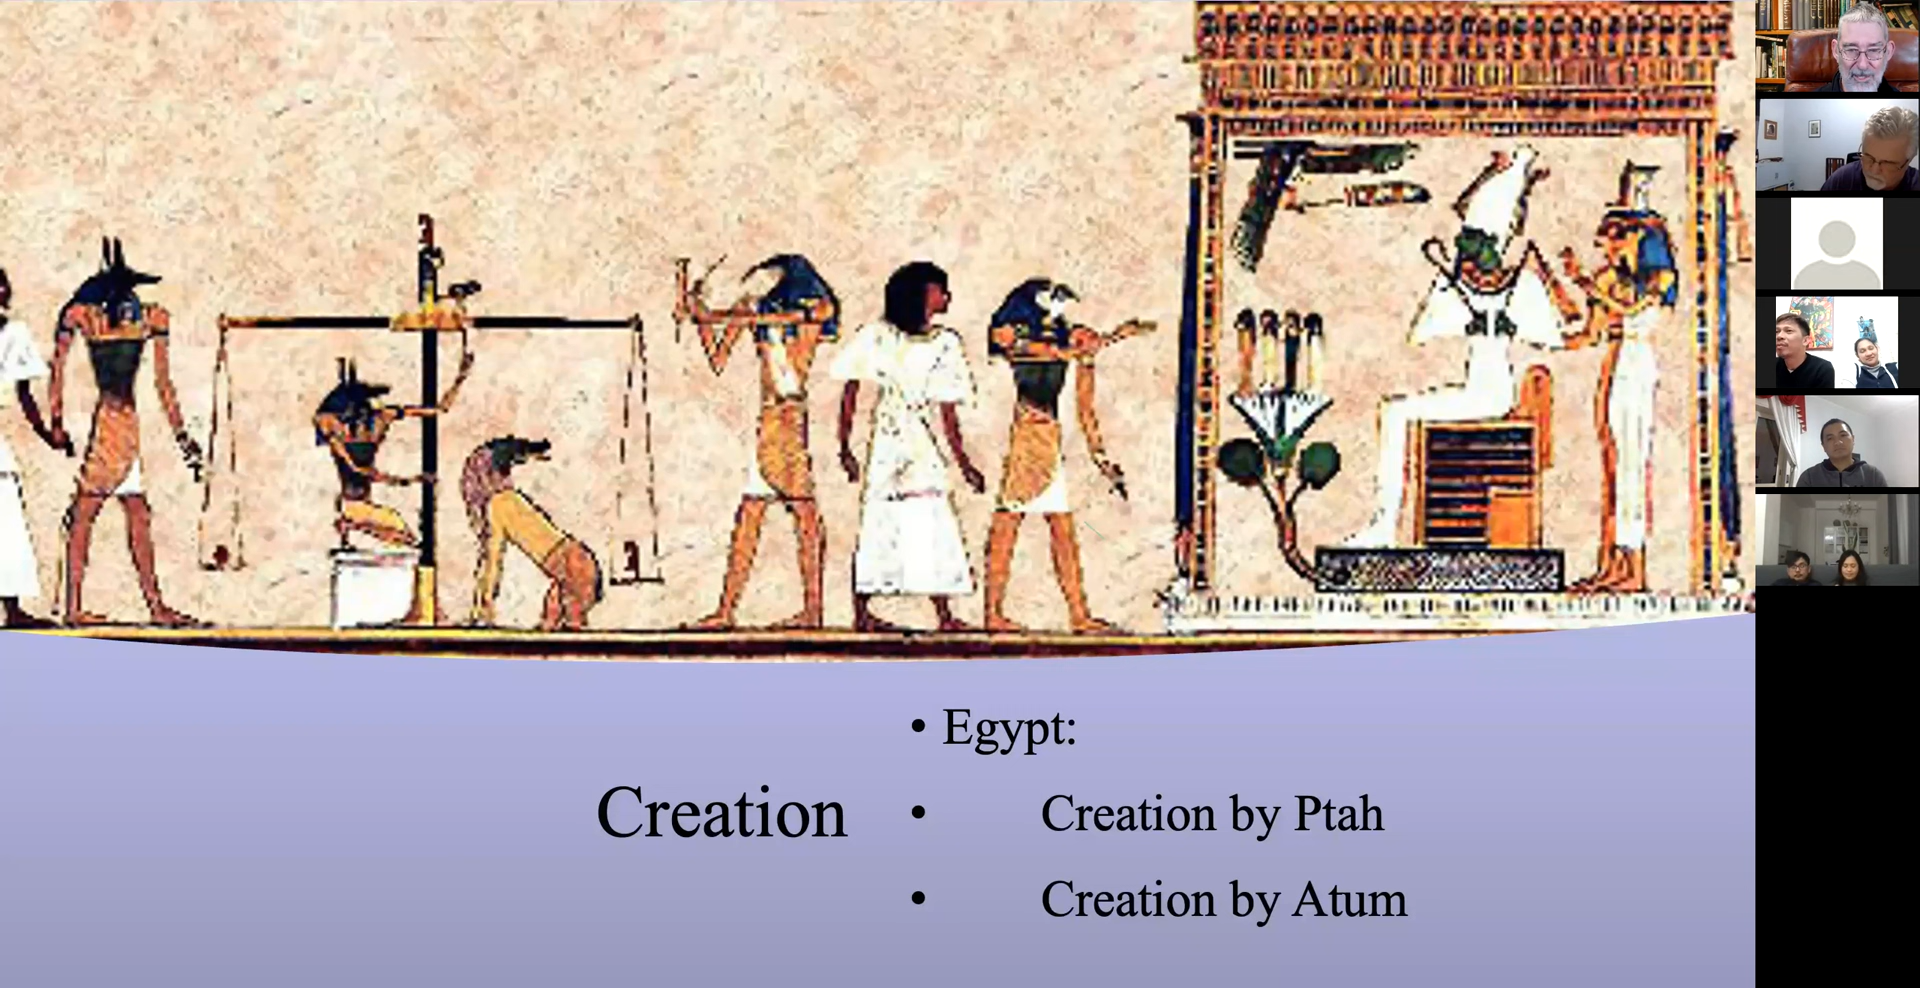 Creation
• Egypt:
• Creation by Ptah
• Creation by Atum